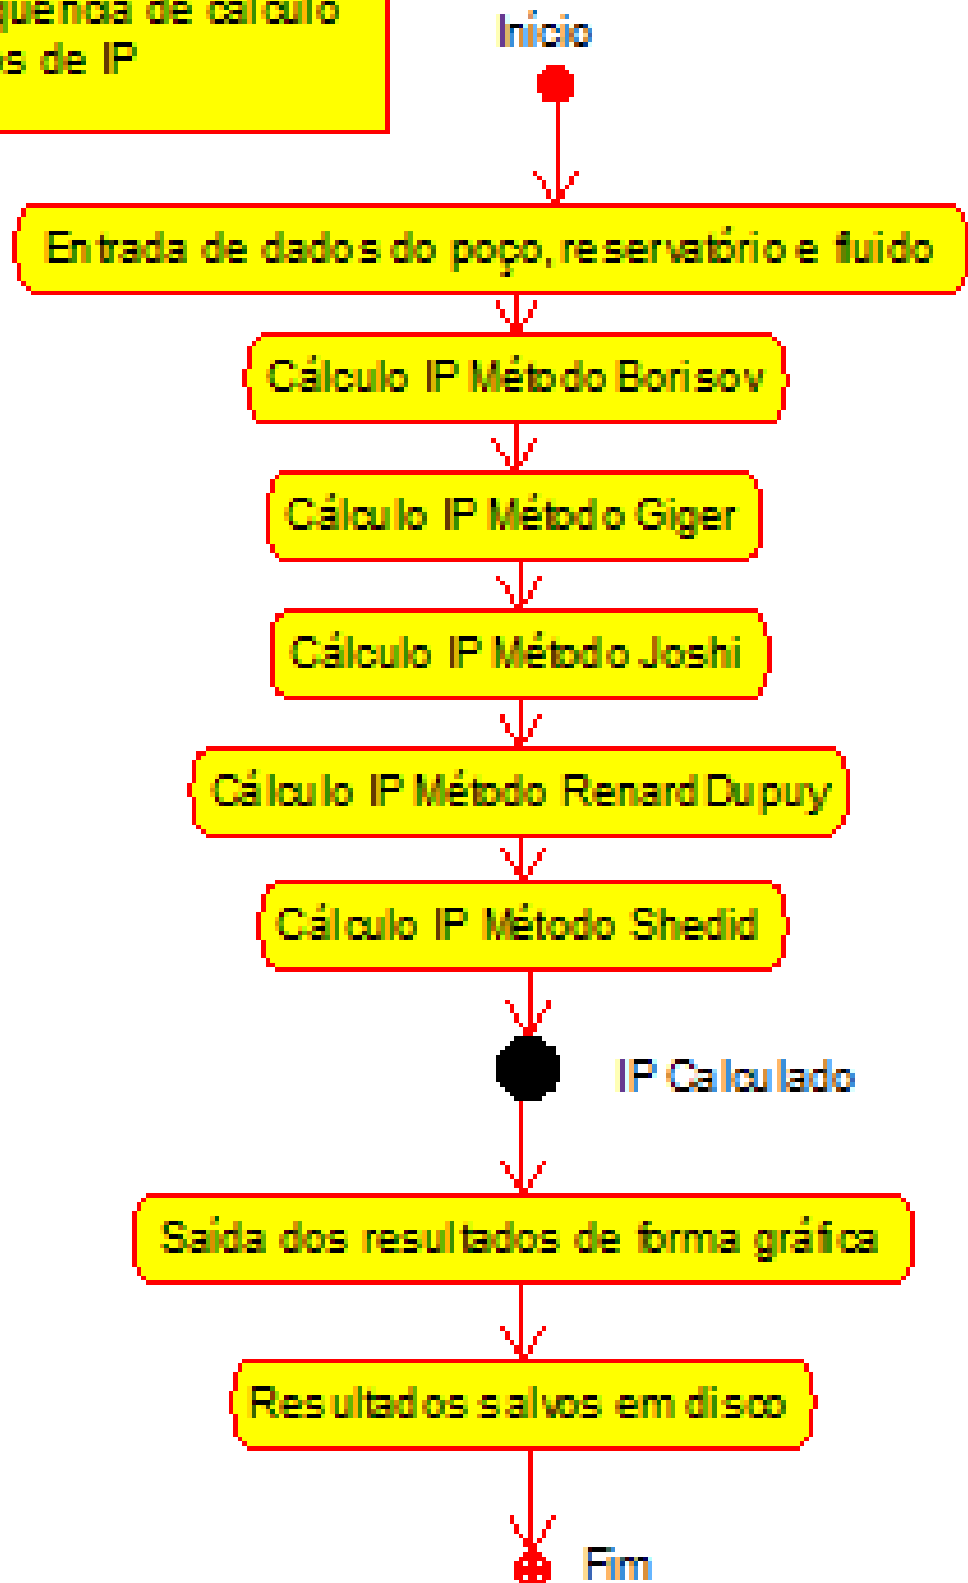 de cálculo
de IP
Início
Entrada de dados do poço, reservatório e fluido
Cálculo IP Método Borisov
Cálculo IP Método Giger
Cálculo IP Método Joshi
Cálculo IP Método Renard Dupuy
Cálculo IP Método Shedid
IP Calculado
Saída dos resultados de forma gráfica
Resultados salvos em disco
Fim